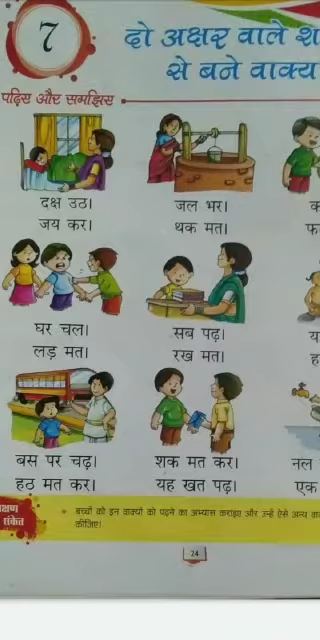 7
दो अक्षर वाले
से बने वाक्य
पढ़िए और समझिए
दक्ष उठ।
जय कर।
जल भर।
थक मत।
घर चल।
लड़ मत।
सब पढ़।
रख मत।
बस पर चढ़।
हठ मत कर।
शक मत कर।
यह खत पढ़।
नल
एक
संकेत
बच्चों को इन वाक्यों को पढ़ने का अभ्यास कराइए और उन्हें ऐसे अन्य
कीजिए।
24